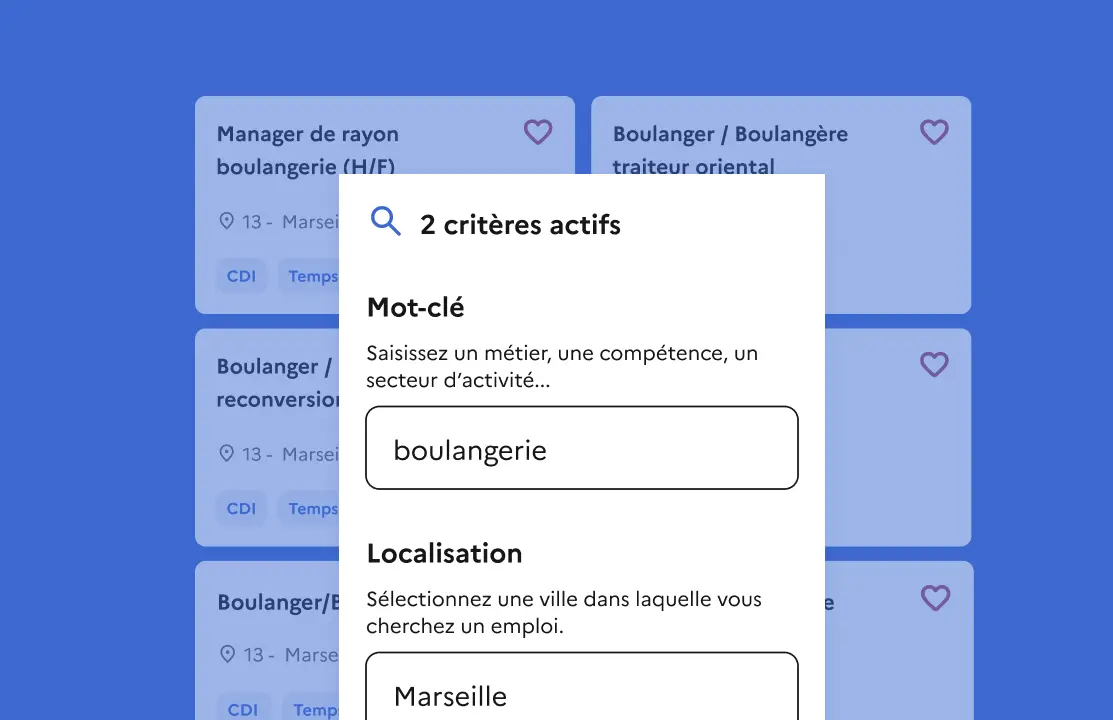 Manager de rayon
boulangerie (H/F)
13 - Marsei
CDI
Temps
Boulanger / Boulangère
traiteur oriental
2 critères actifs
Mot-clé
Saisissez un métier, une compétence, un
secteur d’activité...
boulangerie
Boulanger /
reconversion
13 - Marsei
CDI
Temps
Localisation
Sélectionnez une ville dans laquelle vous
cherchez un emploi.
Marseille
Boulanger/B
13 - Marse
CDI
Temp
e